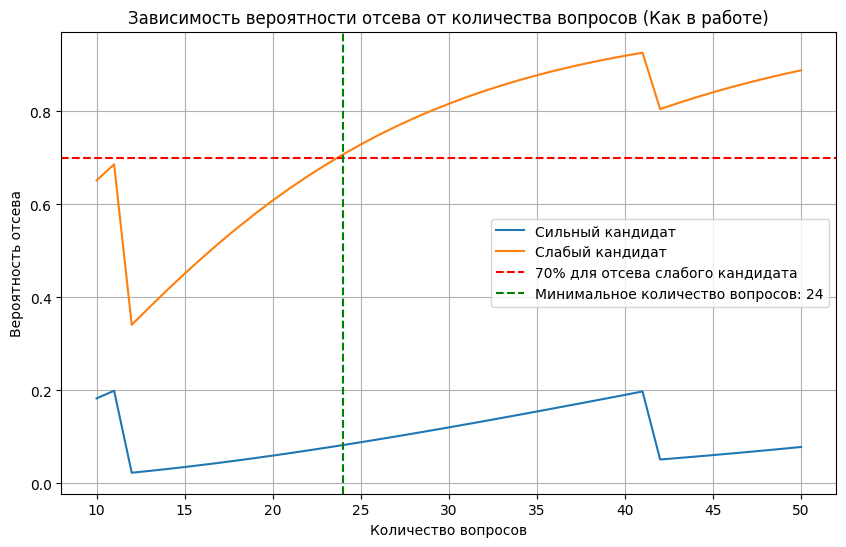 Зависимость вероятности отсева от количества вопросов (Как в работе)
Вероятность отсева
0.8
0.6
0.4
0.2
0.0
Сильный кандидат
Слабый кандидат
70% для отсева слабого кандидата
Минимальное количество вопросов: 24
10 15 20 25 30 35 40 45 50
Количество вопросов